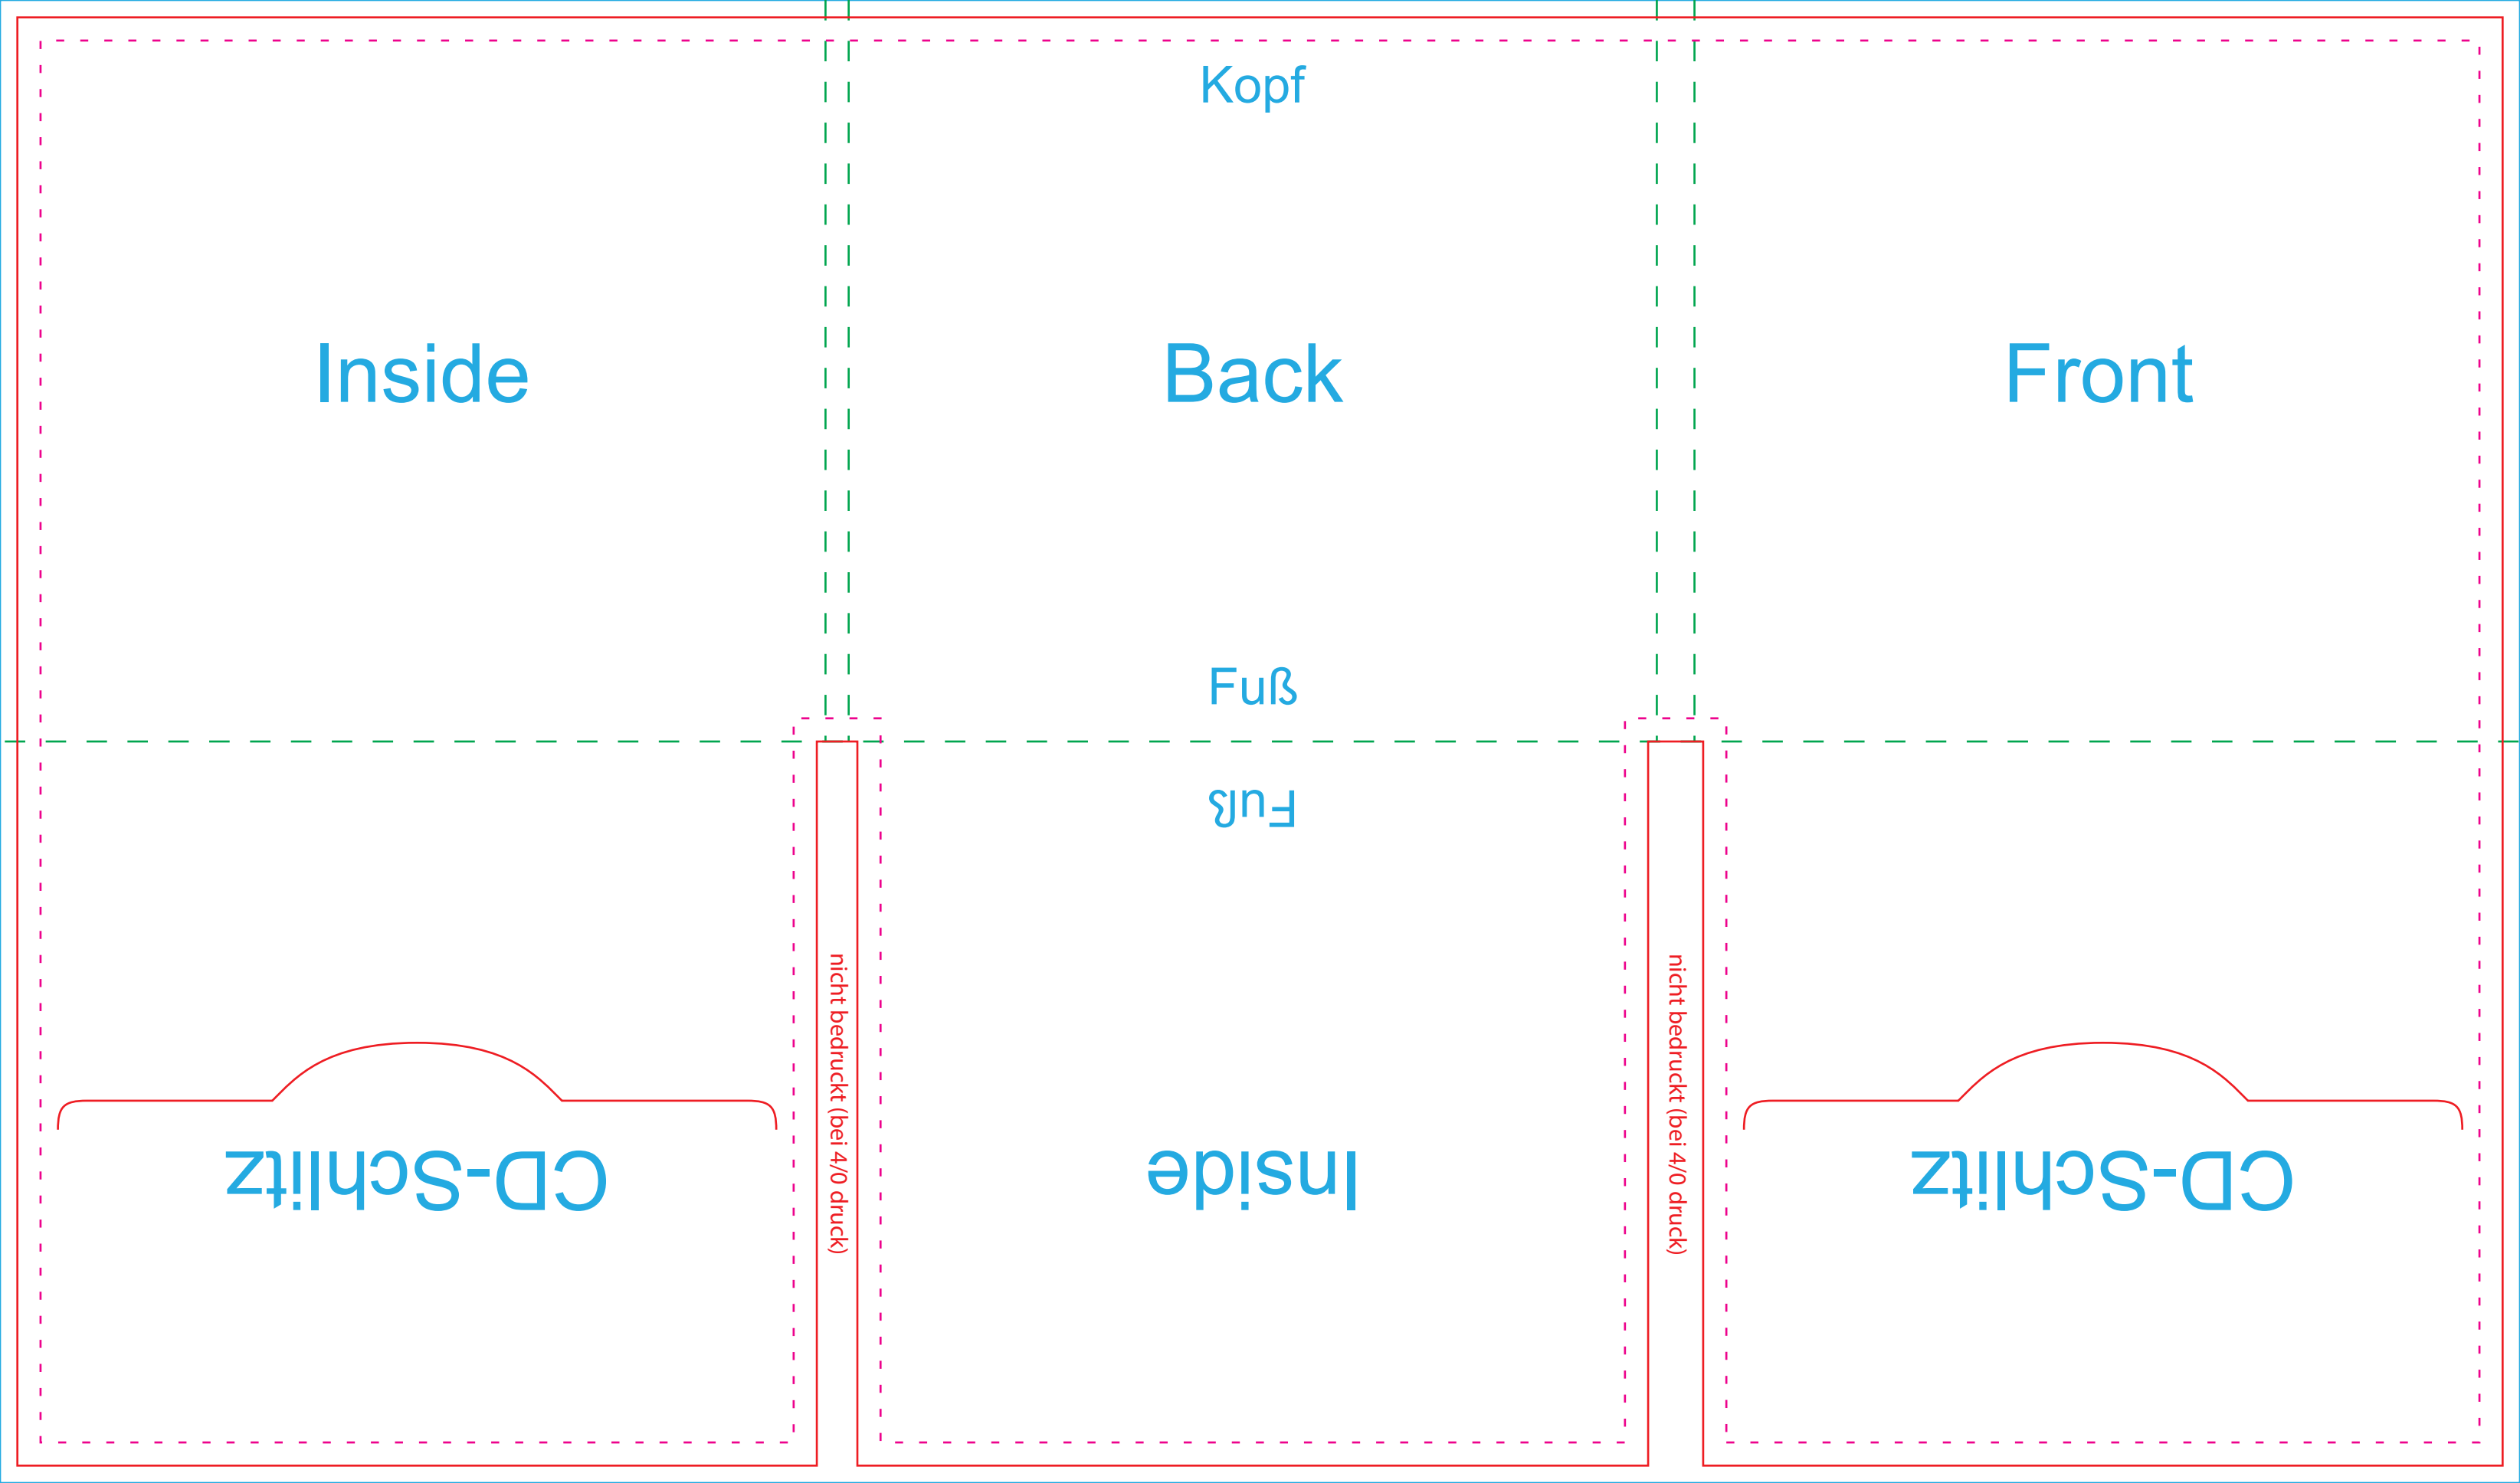 Kopf
Inside
Back
Front
Fuß
Fuß
nicht bedruckt (bei 4/0 druck)
nicht bedruckt (bei 4/0 druck)
CD-Schlitz
Inside
CD-Schlitz